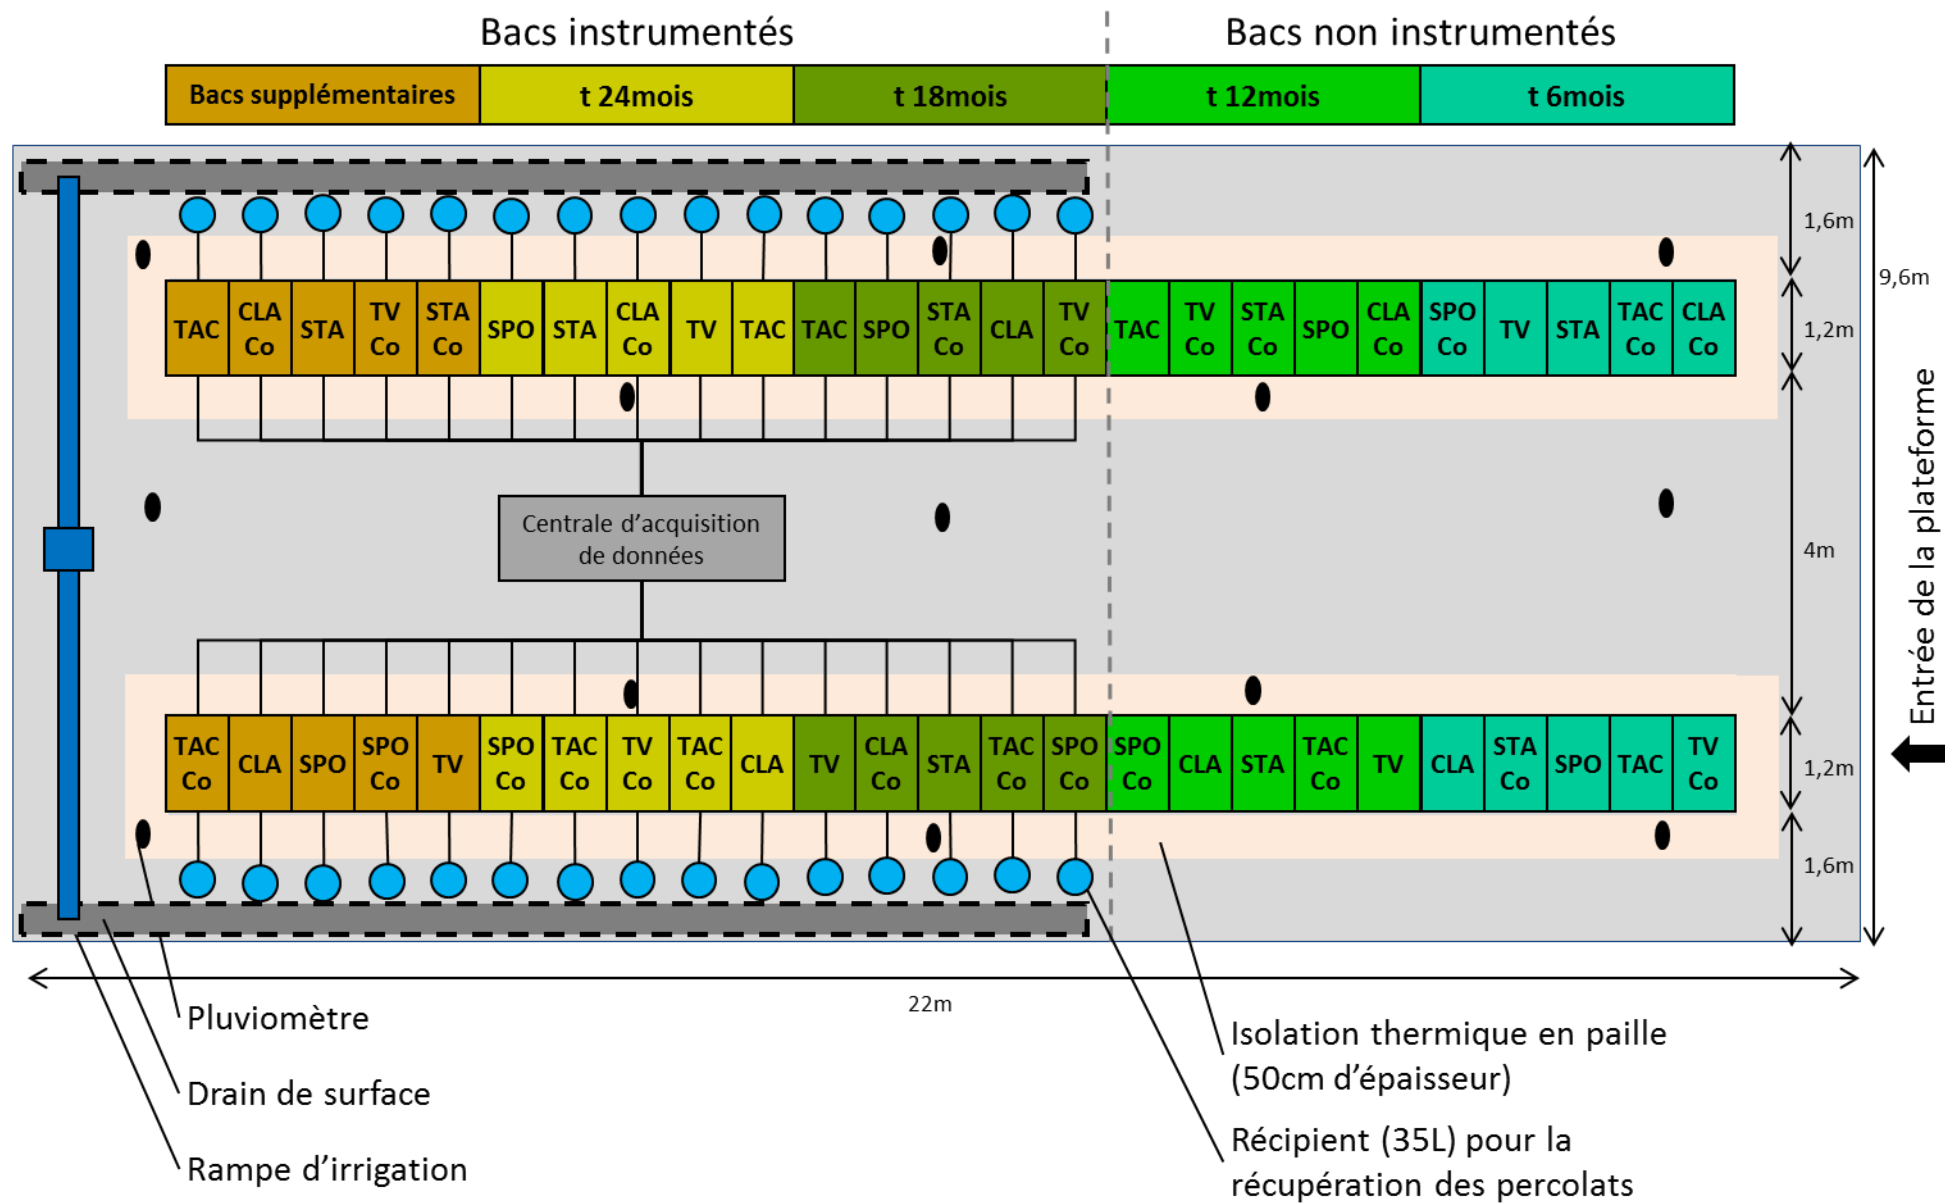 Bacs instrumentés
Bacs non instrumentés
Bacs supplémentaires
t 24mois
t 18mois
t 12mois
t 6mois
1,6m
9,6m
TAC
CLA
Co
STA
TV
Co
STA
Co
SPO
STA
CLA
Co
TV
TAC
TAC
SPO
STA
Co
CLA
TV
Co
TAC
TV
Co
STA
Co
SPO
CLA
Co
SPO
Co
TV
STA
TAC
Co
CLA
Co
1,2m
Centrale d'acquisition
de données
4m
Entrée de la plateforme
TAC
Co
CLA
SPO
SPO
Co
TV
SPO
Co
TAC
Co
TV
Co
TAC
Co
CLA
TV
CLA
Co
STA
TAC
Co
SPO
Co
SPO
Co
CLA
STA
TAC
Co
TV
CLA
STA
Co
SPO
TAC
TV
Co
1,2m
1,6m
22m
Pluviomètre
Drain de surface
Rampe d'irrigation
Isolation thermique en paille
(50cm d'épaisseur)
Récipient (35L) pour la
récupération des percolats